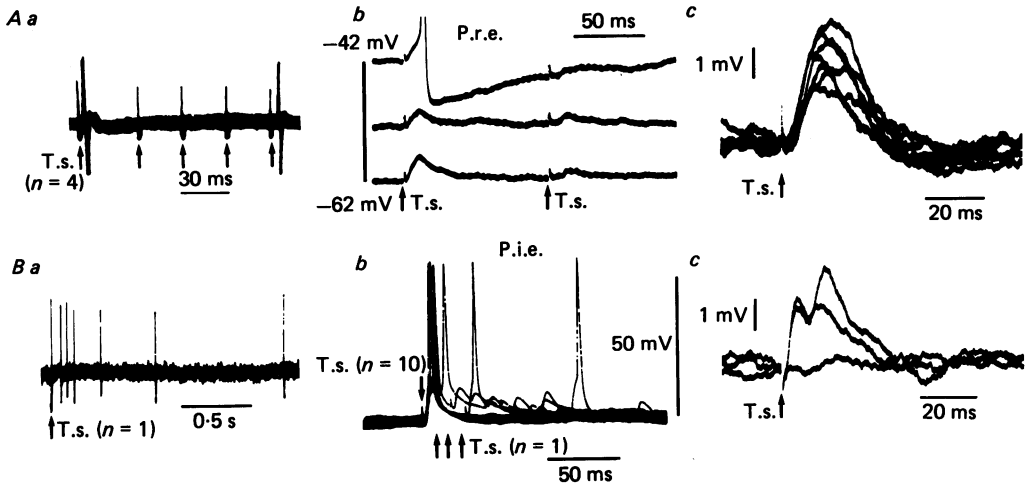 A a
T.s.
(n = 4)
30 ms
b
−42 mV
P.r.e.
50 ms
−62 mV
T.s.
T.s.
c
1 mV
T.s.
20 ms
B a
T.s. (n = 1)
0·5 s
b
P.i.e.
T.s. (n = 10)
50 mV
T.s. (n = 1)
50 ms
c
1 mV
T.s.
20 ms